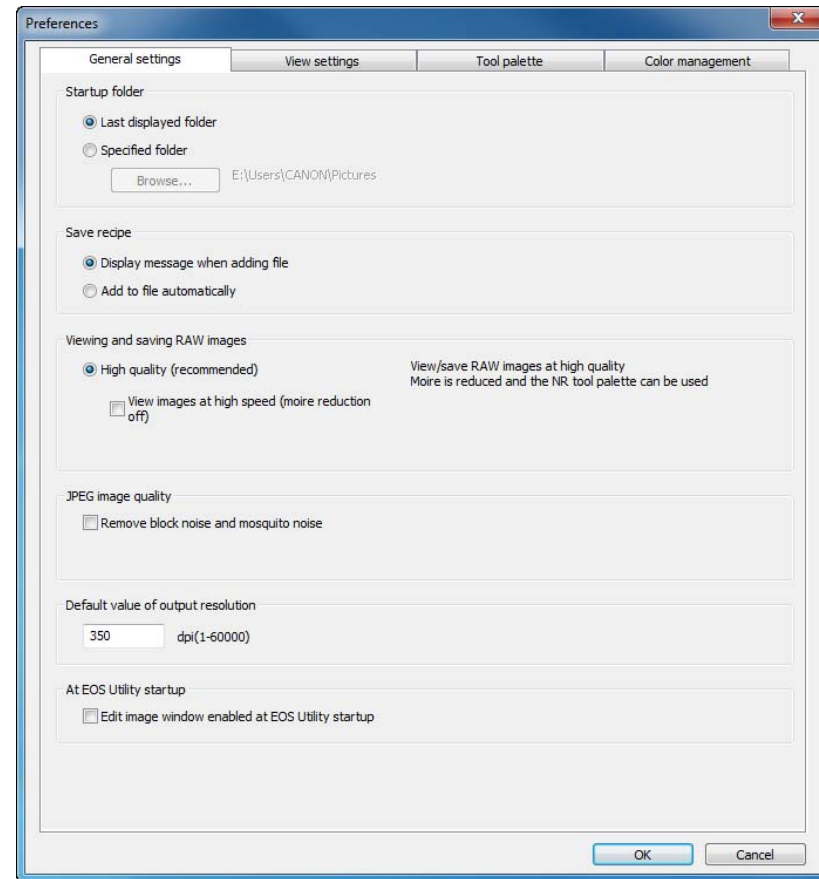 Preferences
General settings
View settings
Tool palette
Color management
Startup folder
Last displayed folder
Specified folder
Browse...
E:\Users\CANON\Pictures
Save recipe
Display message when adding file
Add to file automatically
Viewing and saving RAW images
High quality (recommended)
View/save RAW images at high quality
Moire is reduced and the NR tool palette can be used
View images at high speed (moire reduction
off)
JPEG image quality
Remove block noise and mosquito noise
Default value of output resolution
350 dpi(1-60000)
At EOS Utility startup
Edit image window enabled at EOS Utility startup
OK
Cancel